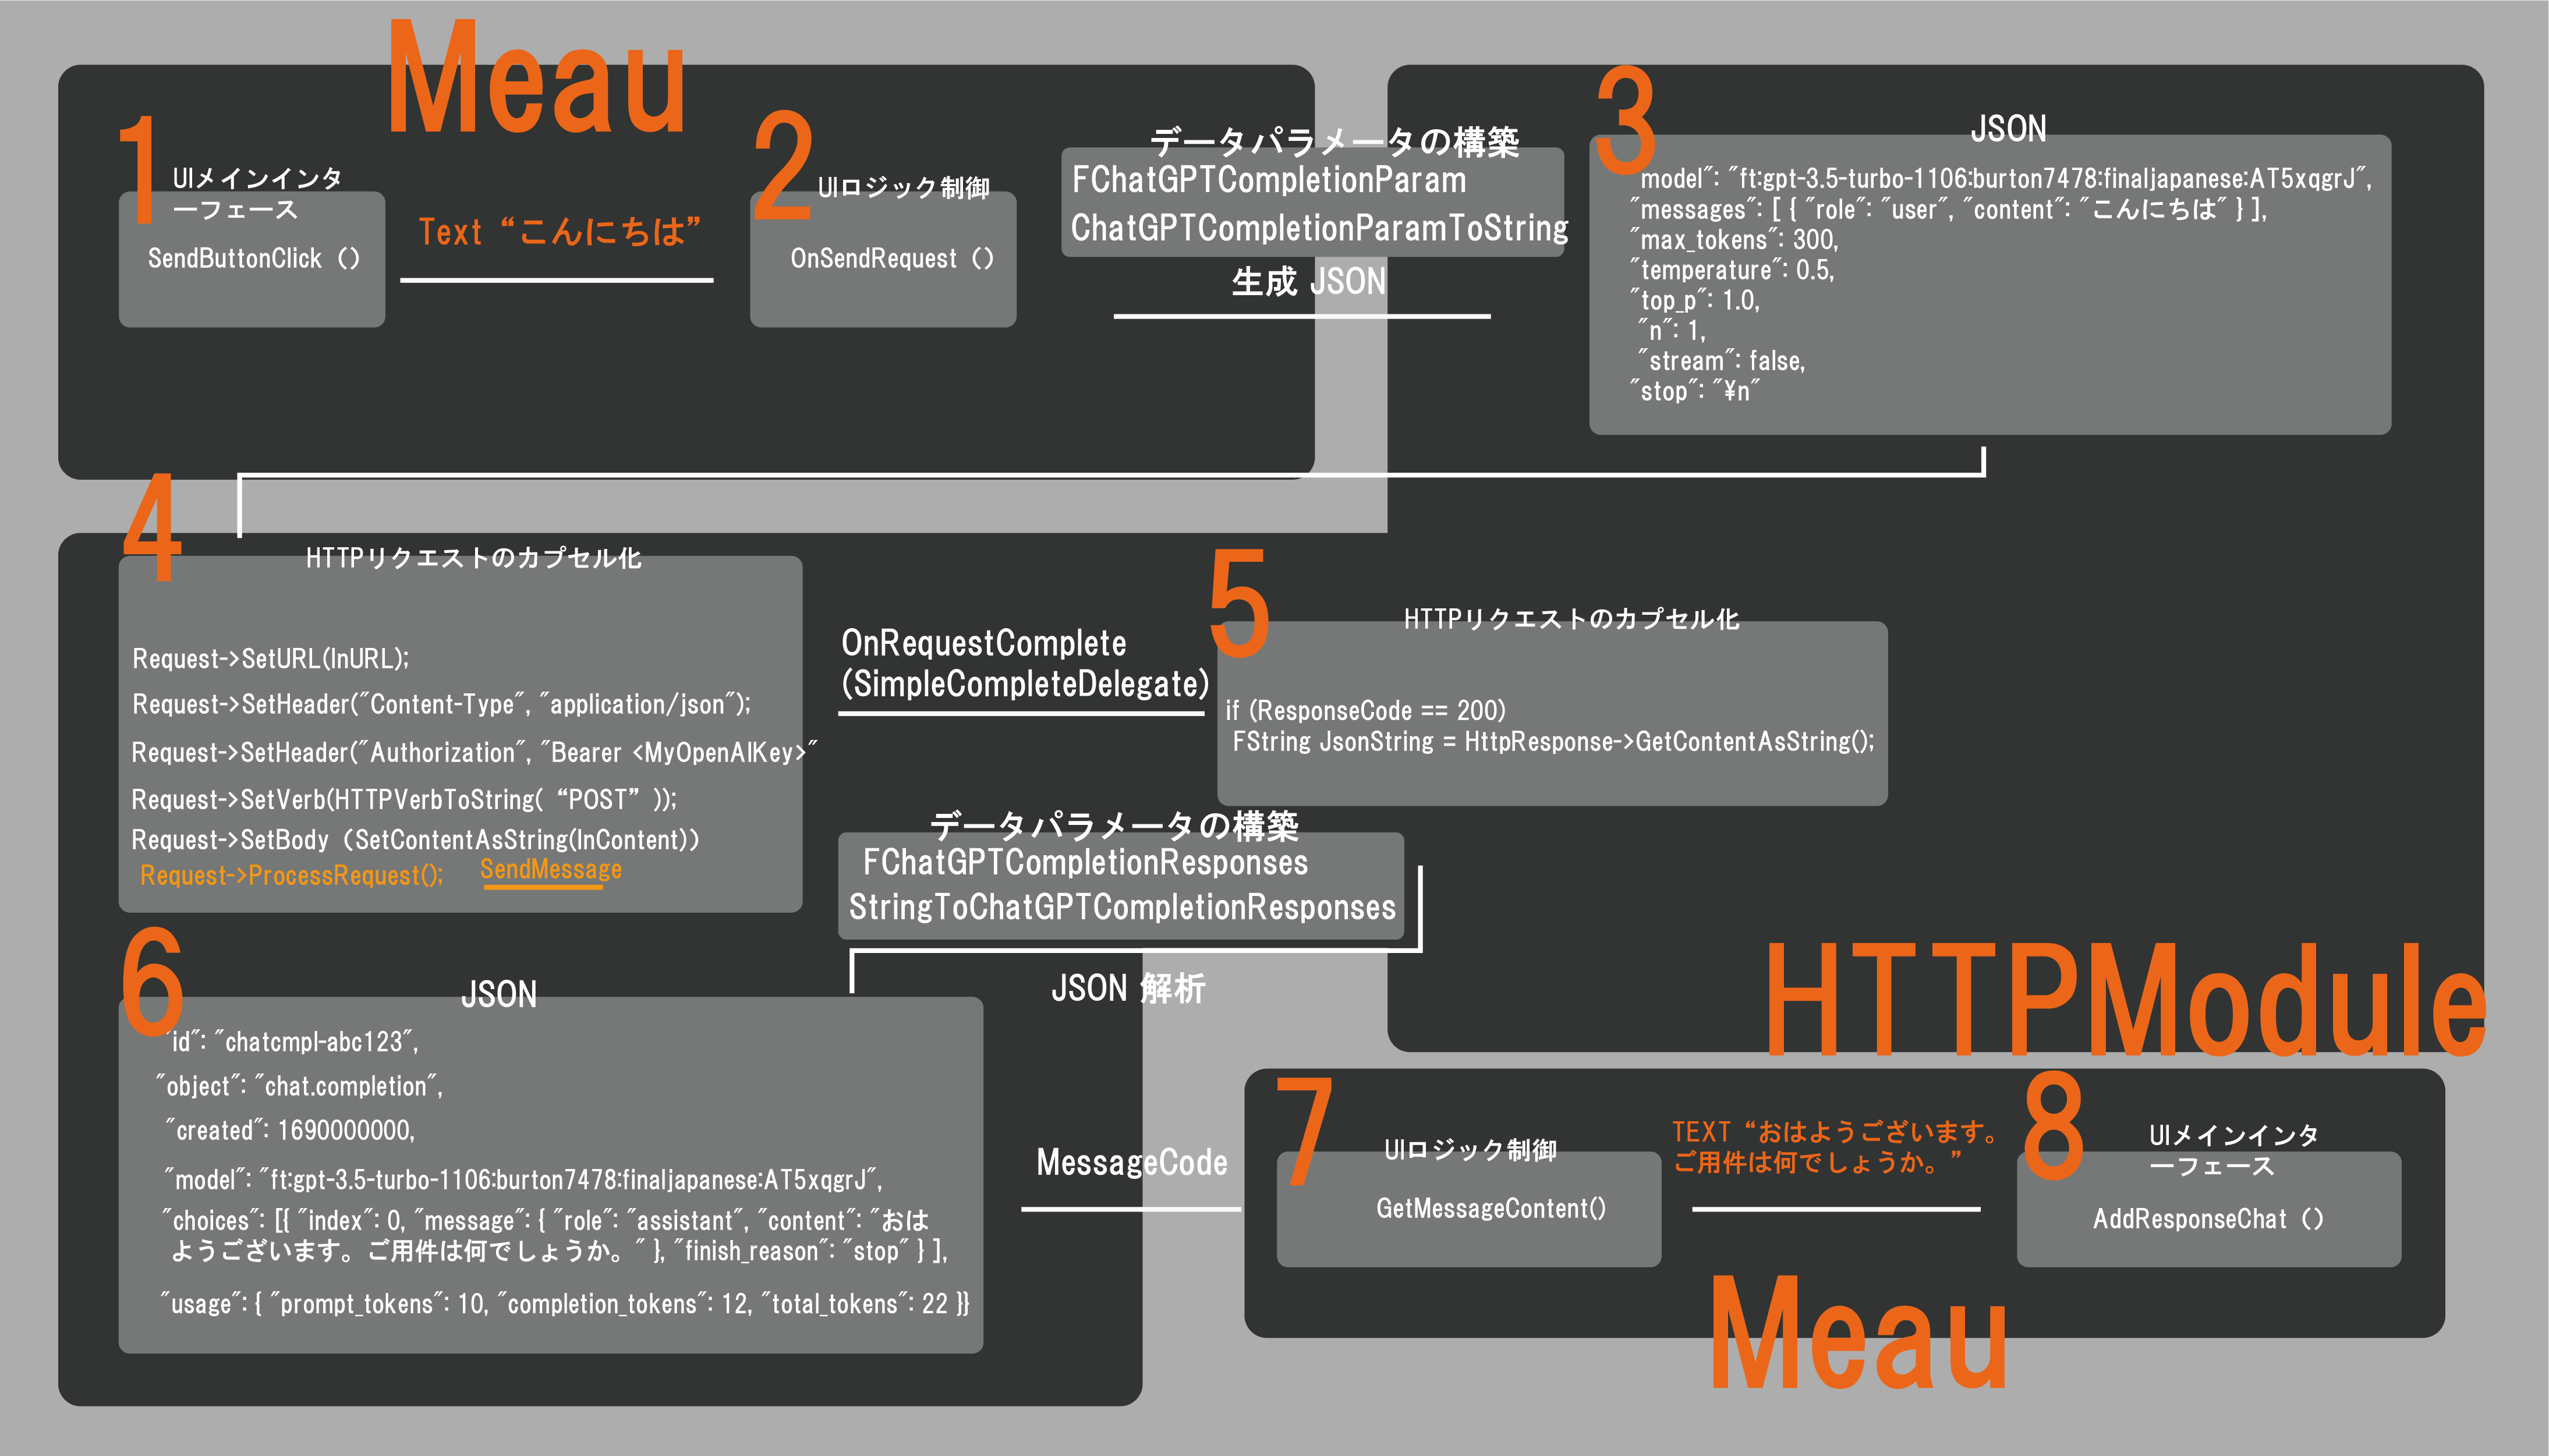 Meau
1
UIメインインタ
ーフェース
SendButtonClick ()
Text “こんにちは”
2
UIロジック制御
OnSendRequest ()
データパラメータの構築
FChatGPTCompletionParam
ChatGPTCompletionParamToString
生成 JSON
3
JSON
"model": "ft:gpt-3.5-turbo-1106:burton7478:finaljapanese:AT5xqgrJ",
"messages": [ { "role": "user", "content": "こんにちは" } ],
"max_tokens": 300,
"temperature": 0.5,
"top_p": 1.0,
"n": 1,
"stream": false,
"stop": "¥n"
4
HTTPリクエストのカプセル化
Request->SetURL(InURL);
Request->SetHeader("Content-Type", "application/json");
Request->SetHeader("Authorization", "Bearer <MyOpenAIKey>"
Request->SetVerb(HTTPVerbToString( “POST” ));
Request->SetBody (SetContentAsString(InContent))
Request->ProcessRequest(); SendMessage
OnRequestComplete
(SimpleCompleteDelegate)
5
HTTPリクエストのカプセル化
if (ResponseCode == 200)
FString JsonString = HttpResponse->GetContentAsString();
データパラメータの構築
FChatGPTCompletionResponses
StringToChatGPTCompletionResponses
JSON 解析
HTTPModule
6
JSON
"id": "chatcmpl-abc123",
"object": "chat.completion",
"created": 1690000000,
"model": "ft:gpt-3.5-turbo-1106:burton7478:finaljapanese:AT5xqgrJ",
"choices": [{ "index": 0, "message": { "role": "assistant", "content": "おは
ようございます。ご用件は何でしょうか。" }, "finish_reason": "stop" } ],
"usage": { "prompt_tokens": 10, "completion_tokens": 12, "total_tokens": 22 }}
MessageCode
7
UIロジック制御
GetMessageContent()
TEXT “おはようございます。
ご用件は何でしょうか。”
8
UIメインインタ
ーフェース
AddResponseChat ()
Meau